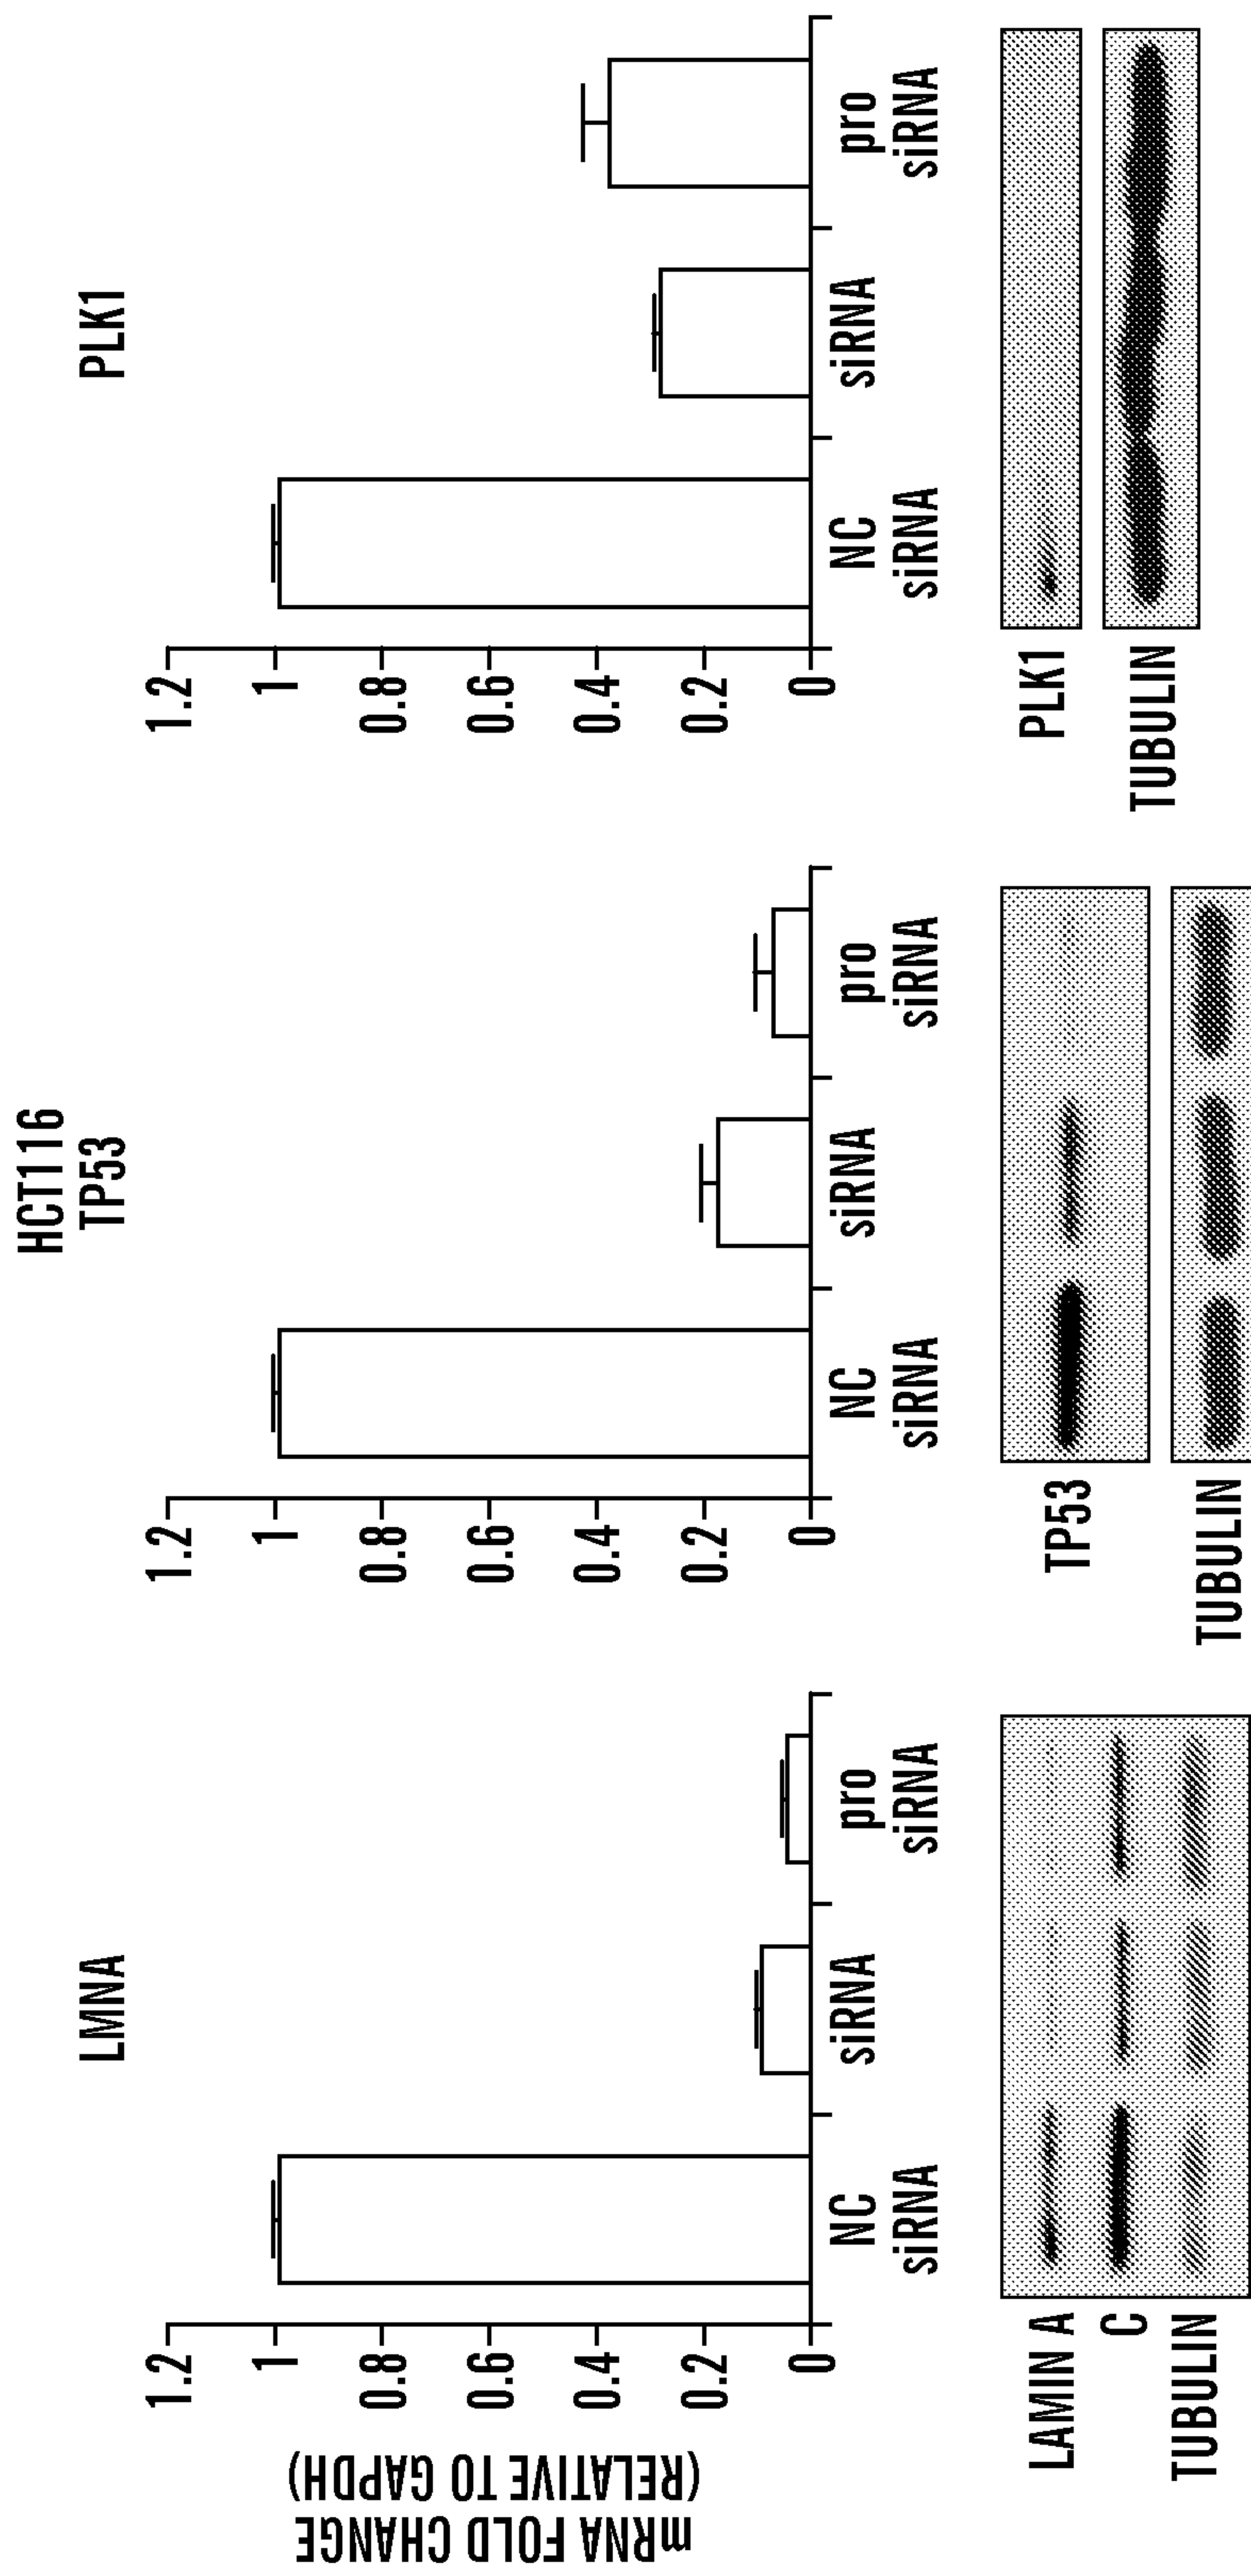 HCT116
LMNA
TP53
PLK1
mRNA FOLD CHANGE
(RELATIVE TO GAPDH)
1.2
1
0.8
0.6
0.4
0.2
0
NC
siRNA
siRNA
pro
siRNA
1.2
1
0.8
0.6
0.4
0.2
0
NC
siRNA
siRNA
pro
siRNA
1.2
1
0.8
0.6
0.4
0.2
0
NC
siRNA
siRNA
pro
siRNA
LAMIN A
C
TUBULIN
TP53
TUBULIN
PLK1
TUBULIN